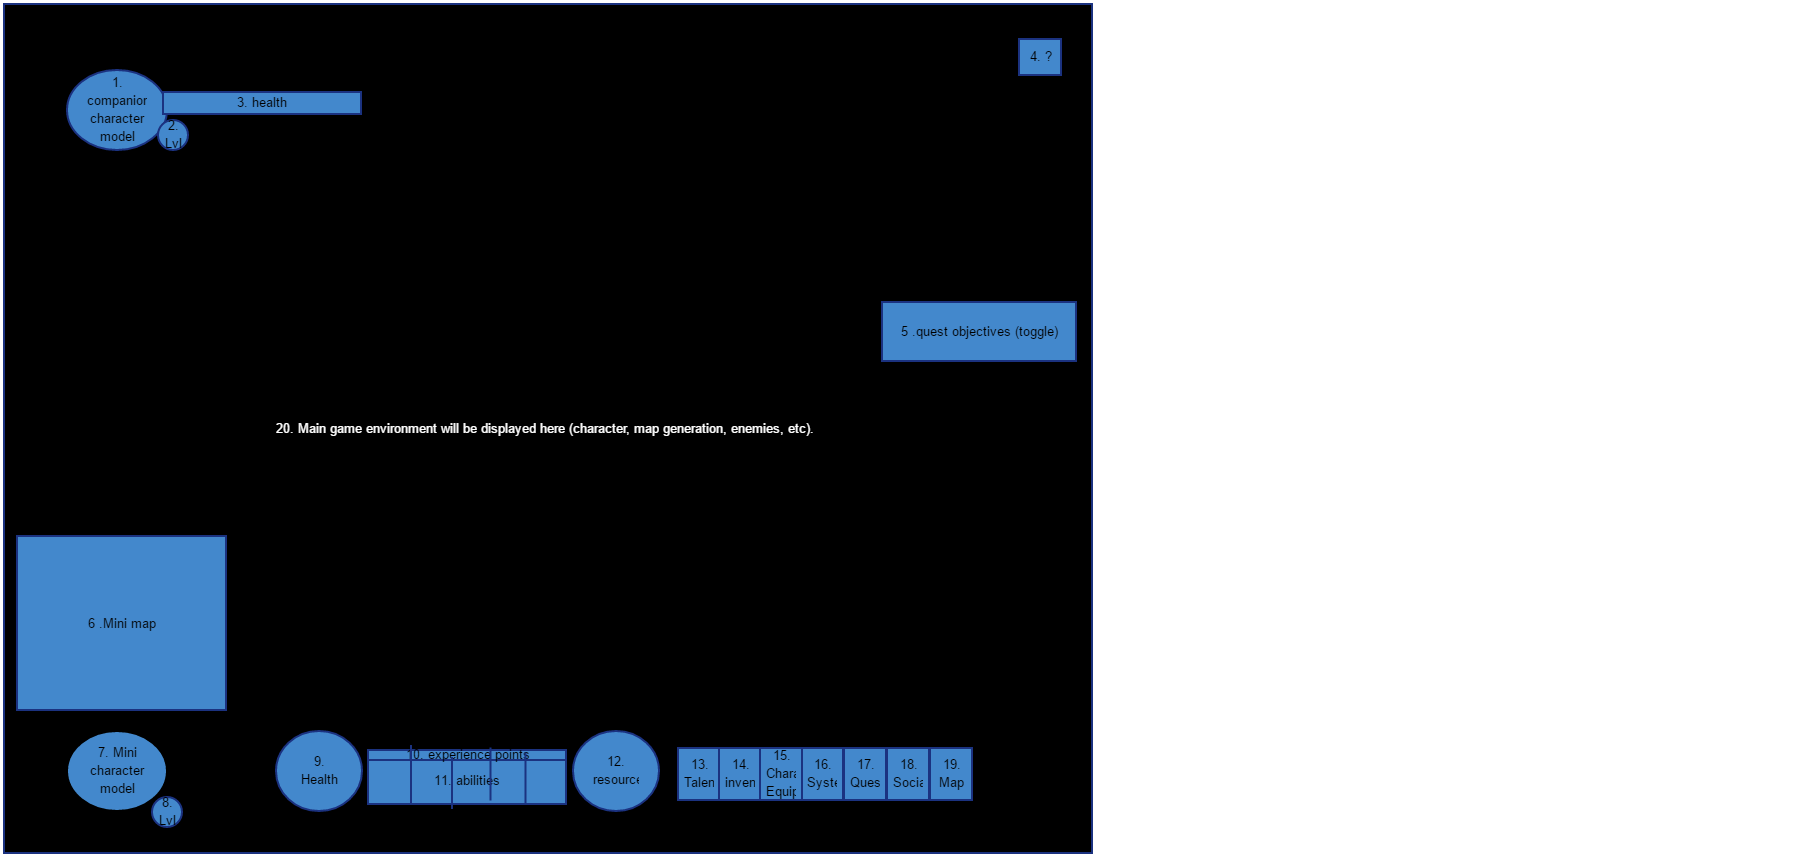 4. ?
1.
companior
character
model
3. health
2.
Lvl
5 .quest objectives (toggle)
20. Main game environment will be displayed here (character, map generation, enemies, etc).
6 .Mini map
7. Mini
character
model
8.
Lvl
9.
Health
10. experience points
11. abilities
12.
resource
13.
Talen
14.
inven
15.
Chara
Equip
16.
Syste
17.
Ques
18.
Socia
19.
Map